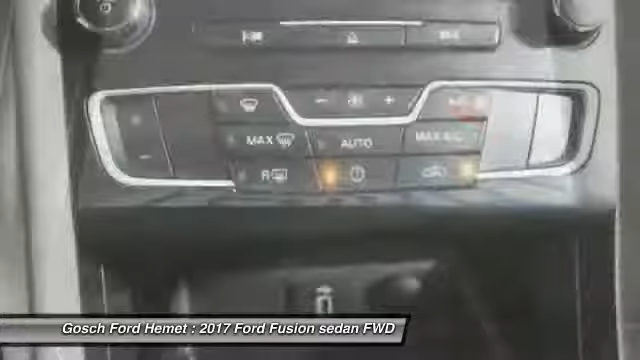 MAX
AUTO
MAX A/C
R
Gosch Ford Hemet : 2017 Ford Fusion sedan FWD